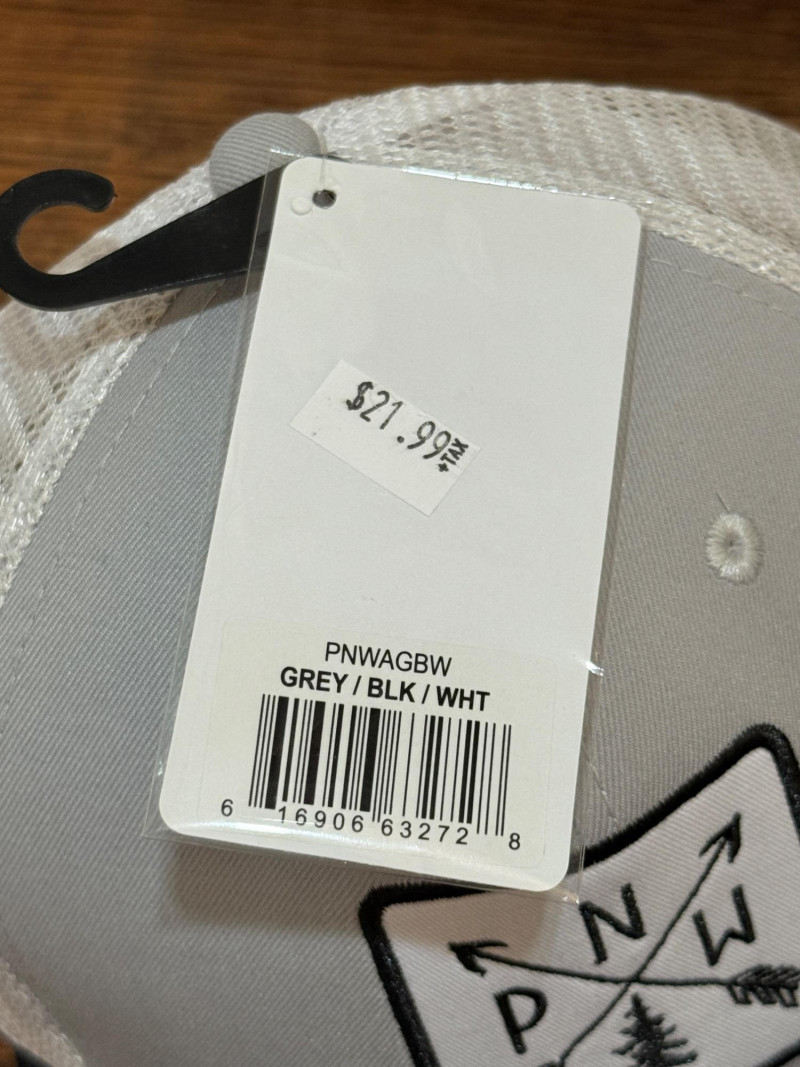 $21.99 +TAX
PNWAGBW
GREY / BLK / WHT
6 16906 63272 8
P N W